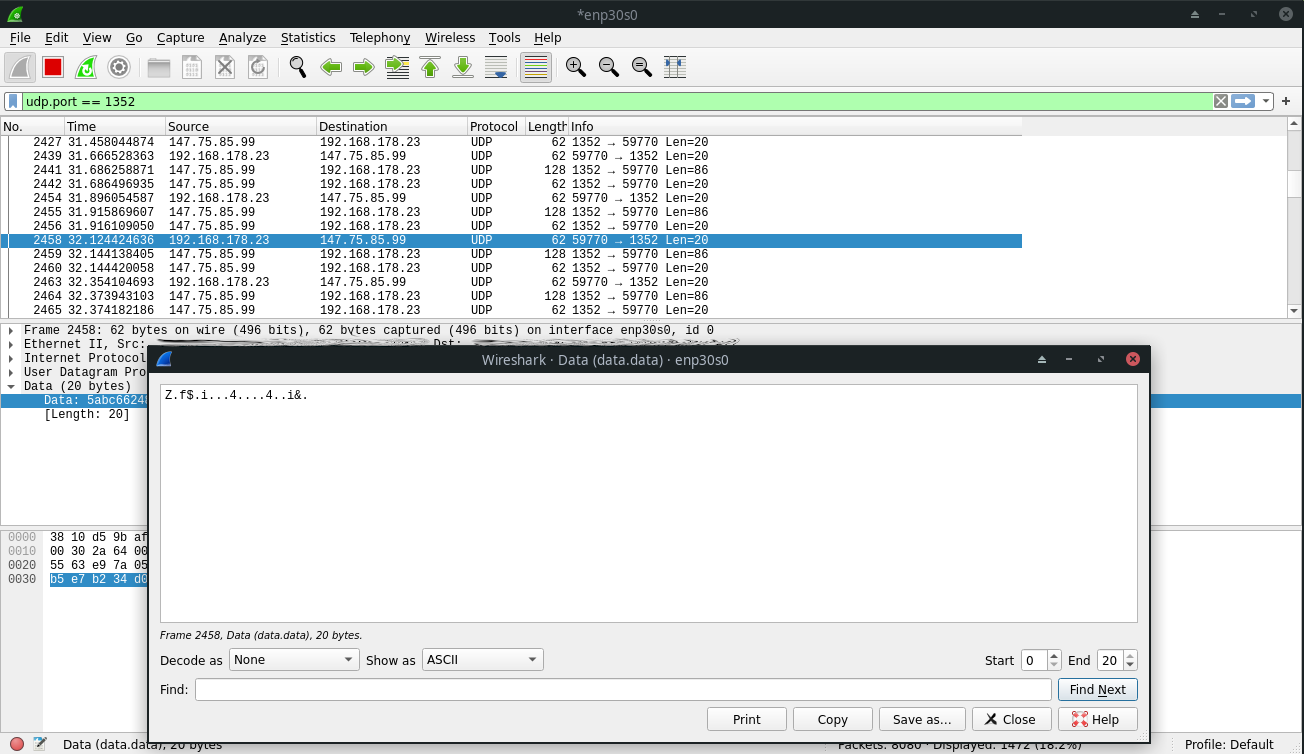 *enp30s0
File Edit View Go Capture Analyze Statistics Telephony Wireless Tools Help
udp.port == 1352
No. Time Source Destination Protocol Length Info
2427 31.458044874 147.75.85.99 192.168.178.23 UDP 62 1352 → 59770 Len=20
2439 31.666528363 192.168.178.23 147.75.85.99 UDP 62 59770 → 1352 Len=20
2441 31.686258871 147.75.85.99 192.168.178.23 UDP 128 1352 → 59770 Len=86
2442 31.686496935 147.75.85.99 192.168.178.23 UDP 62 1352 → 59770 Len=20
2454 31.896054587 192.168.178.23 147.75.85.99 UDP 62 59770 → 1352 Len=20
2455 31.915869607 147.75.85.99 192.168.178.23 UDP 128 1352 → 59770 Len=86
2456 31.916109050 147.75.85.99 192.168.178.23 UDP 62 1352 → 59770 Len=20
2458 32.124424636 192.168.178.23 147.75.85.99 UDP 62 59770 → 1352 Len=20
2459 32.144138405 147.75.85.99 192.168.178.23 UDP 128 1352 → 59770 Len=86
2460 32.144420058 147.75.85.99 192.168.178.23 UDP 62 1352 → 59770 Len=20
2463 32.354104693 192.168.178.23 147.75.85.99 UDP 62 59770 → 1352 Len=20
2464 32.373943103 147.75.85.99 192.168.178.23 UDP 128 1352 → 59770 Len=86
2465 32.374182186 147.75.85.99 192.168.178.23 UDP 62 1352 → 59770 Len=20
Frame 2458: 62 bytes on wire (496 bits), 62 bytes captured (496 bits) on interface enp30s0, id 0
Ethernet II, Src: Dst:
Internet Protocol
User Datagram Pro
Data (20 bytes)
Data: 5abc6624
[Length: 20]
0000 38 10 d5 9b af
0010 00 30 2a 64 00
0020 55 63 e9 7a 05
0030 b5 e7 b2 34 d0
Wireshark · Data (data.data) · enp30s0
Z.f$.i...4....4..i&.
Frame 2458, Data (data.data), 20 bytes.
Decode as None Show as ASCII Start 0 End 20
Find: Find Next
Print Copy Save as... Close Help
Data (data.data), 20 bytes Packets: 8080 · Displayed: 1472 (18.2%) Profile: Default